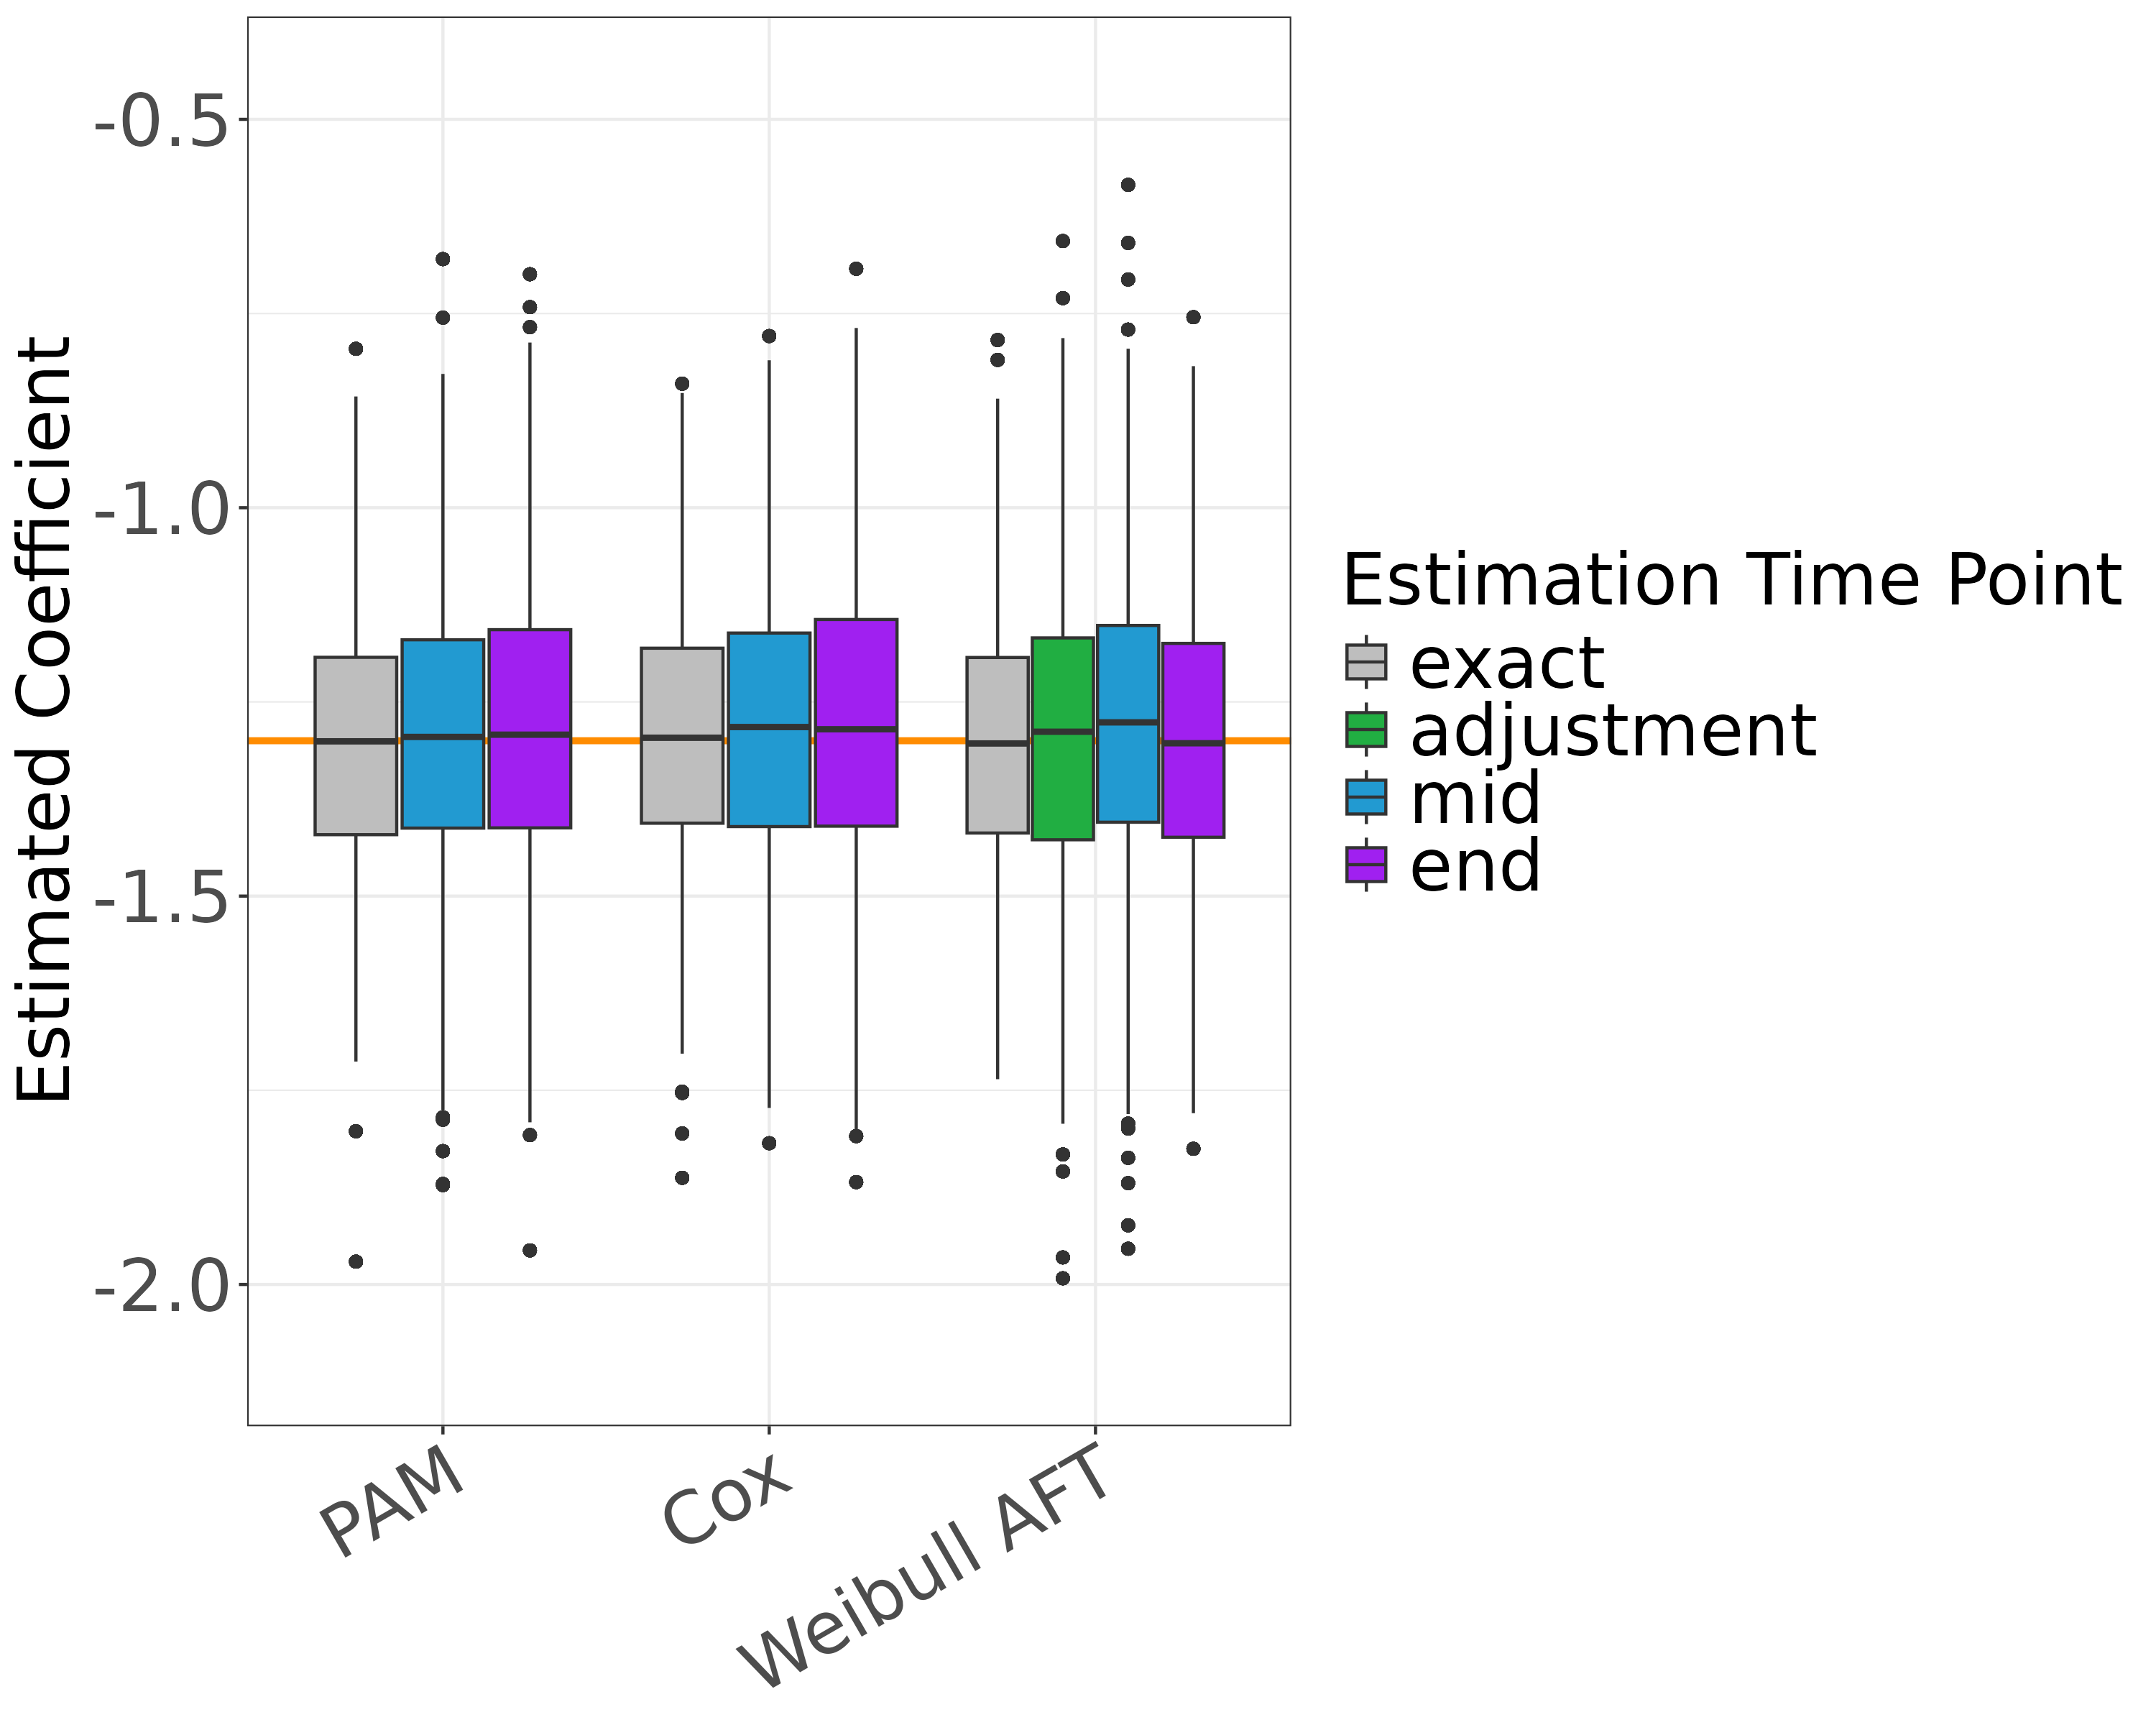 Estimated Coefficient
-0.5
-1.0
-1.5
-2.0
PAM
Cox
Weibull AFT
Estimation Time Point
exact
adjustment
mid
end